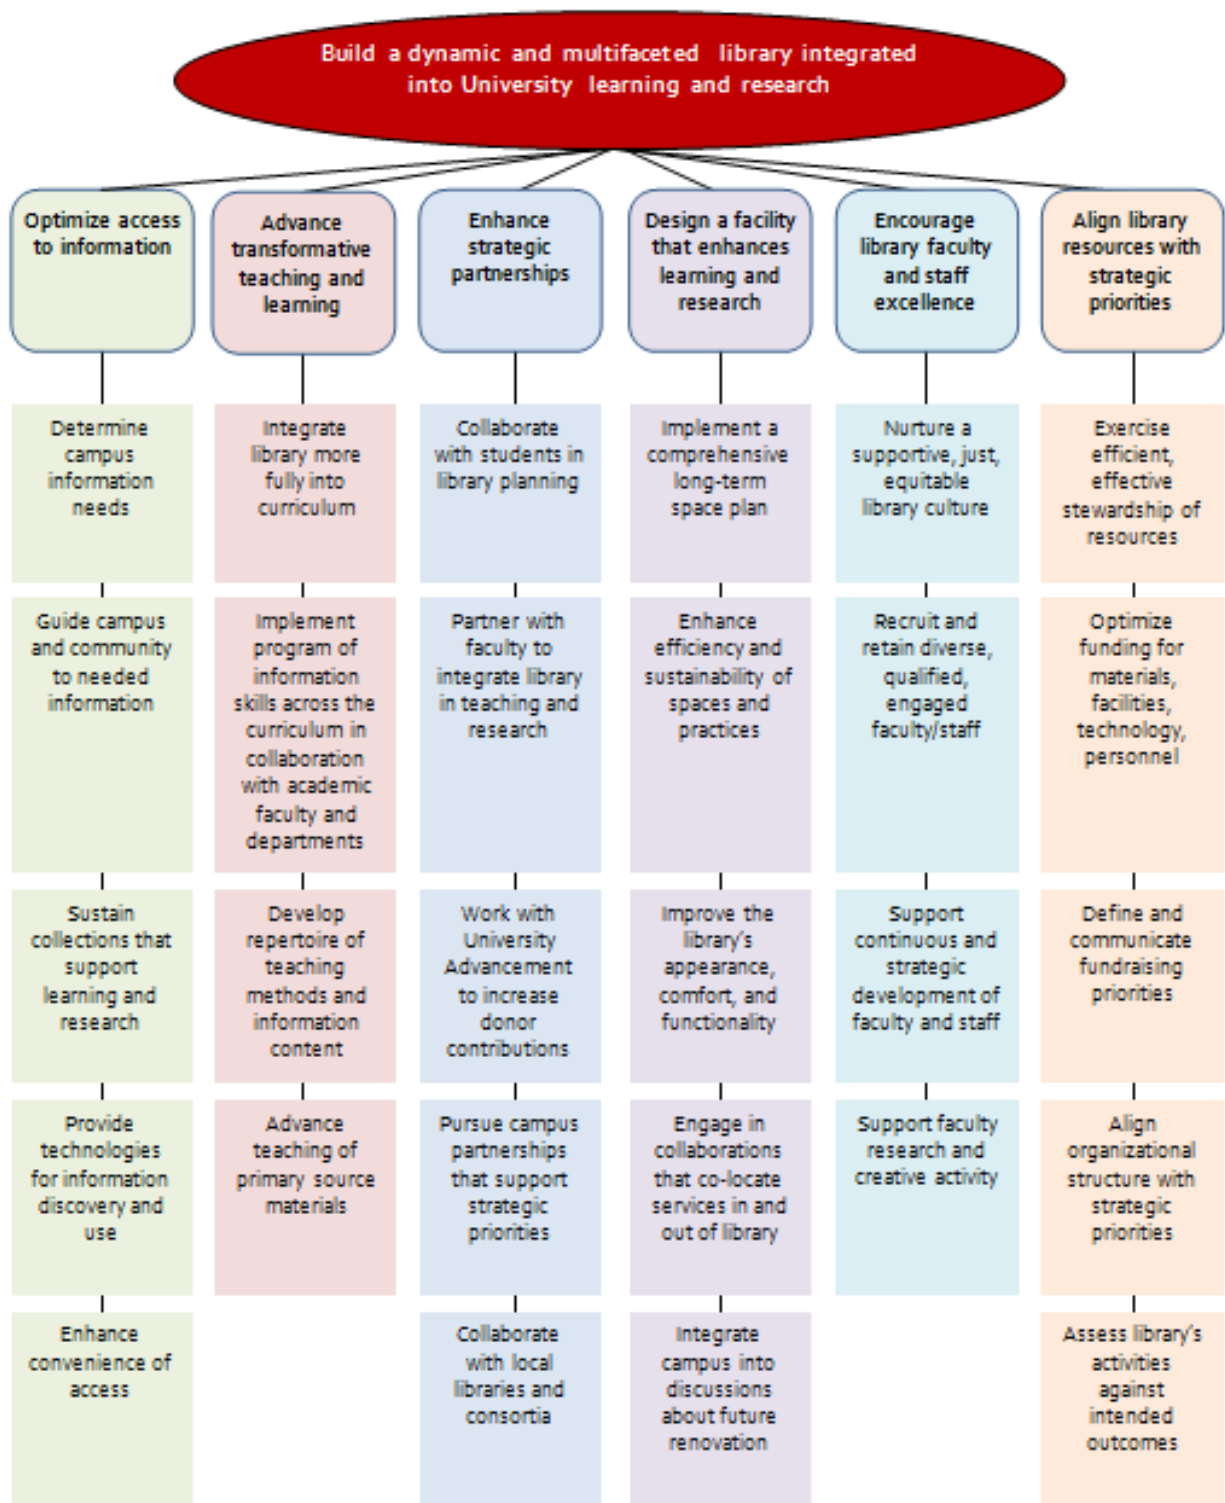 Build a dynamic and multifaceted library integrated
into University learning and research
Optimize access
to information
Determine
campus
information
needs
Guide campus
and community
to needed
information
Sustain
collections that
support
learning and
research
Provide
technologies
for information
discovery and
use
Enhance
convenience of
access
Advance
transformative
teaching and
learning
Integrate
library more
fully into
curriculum
Implement
program of
information
skills across the
curriculum in
collaboration
with academic
faculty and
departments
Develop
repertoire of
teaching
methods and
information
content
Advance
teaching of
primary source
materials
Enhance
strategic
partnerships
Collaborate
with students in
library planning
Partner with
faculty to
integrate library
in teaching and
research
Work with
University
Advancement
to increase
donor
contributions
Pursue campus
partnerships
that support
strategic
priorities
Collaborate
with local
libraries and
consortia
Design a facility
that enhances
learning and
research
Implement a
comprehensive
long-term
space plan
Enhance
efficiency and
sustainability of
spaces and
practices
Improve the
library's
appearance,
comfort, and
functionality
Engage in
collaborations
that co-locate
services in and
out of library
Integrate
campus into
discussions
about future
renovation
Encourage
library faculty
and staff
excellence
Nurture a
supportive, just,
equitable
library culture
Recruit and
retain diverse,
qualified,
engaged
faculty/staff
Support
continuous and
strategic
development of
faculty and staff
Support faculty
research and
creative activity
Align library
resources with
strategic
priorities
Exercise
efficient,
effective
stewardship of
resources
Optimize
funding for
materials,
facilities,
technology,
personnel
Define and
communicate
fundraising
priorities
Align
organizational
structure with
strategic
priorities
Assess library's
activities
against
intended
outcomes